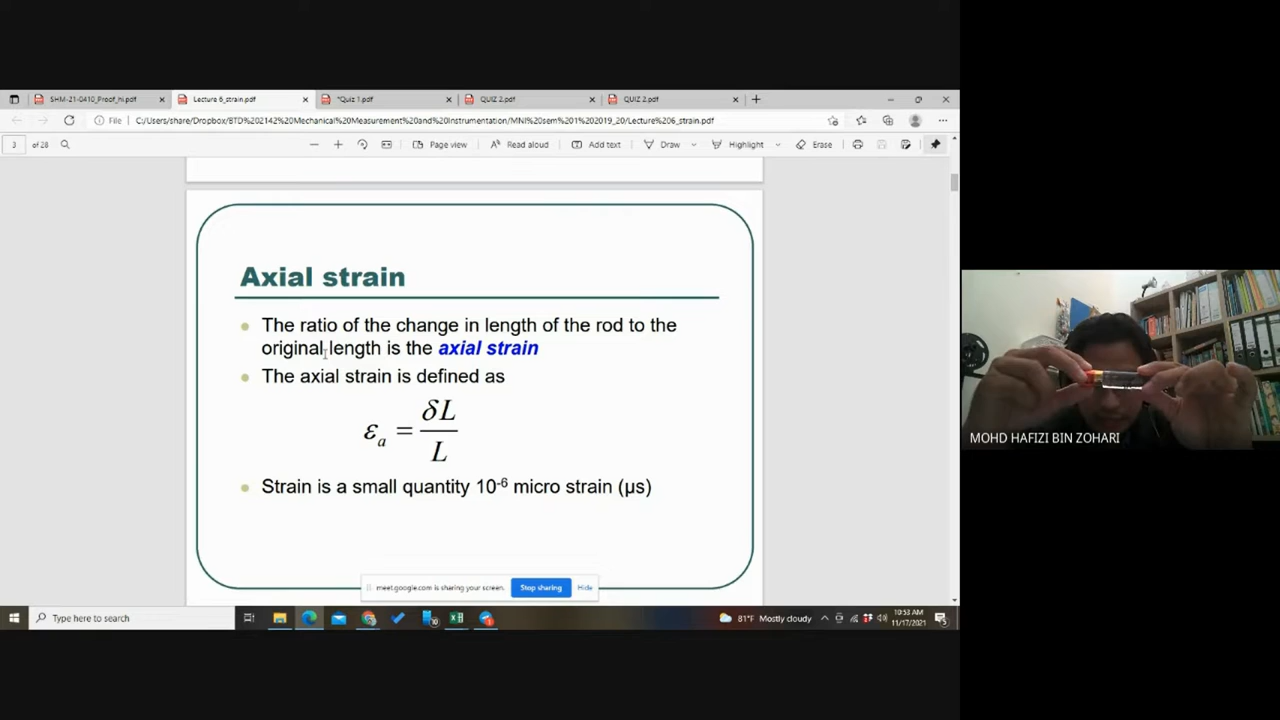 SHM-21-0410_Proof_hi.pdf
Lecture 6_strain.pdf
*Quiz 1.pdf
QUIZ 2.pdf
QUIZ 2.pdf
File
C:/Users/share/Dropbox/BTD%202142%20Mechanical%20Measurement%20and%20Instrumentation/MNI%20sem%201%202019_20/Lecture%206_strain.pdf
3 of 28
Page view
Read aloud
Add text
Draw
Highlight
Erase
Axial strain
The ratio of the change in length of the rod to the
original length is the axial strain
The axial strain is defined as
εa = δL / L
Strain is a small quantity 10-6 micro strain (µs)
MOHD HAFIZI BIN ZOHARI
meet.google.com is sharing your screen.
Stop sharing
Hide
Type here to search
81°F Mostly cloudy
10:53 AM
11/17/2021